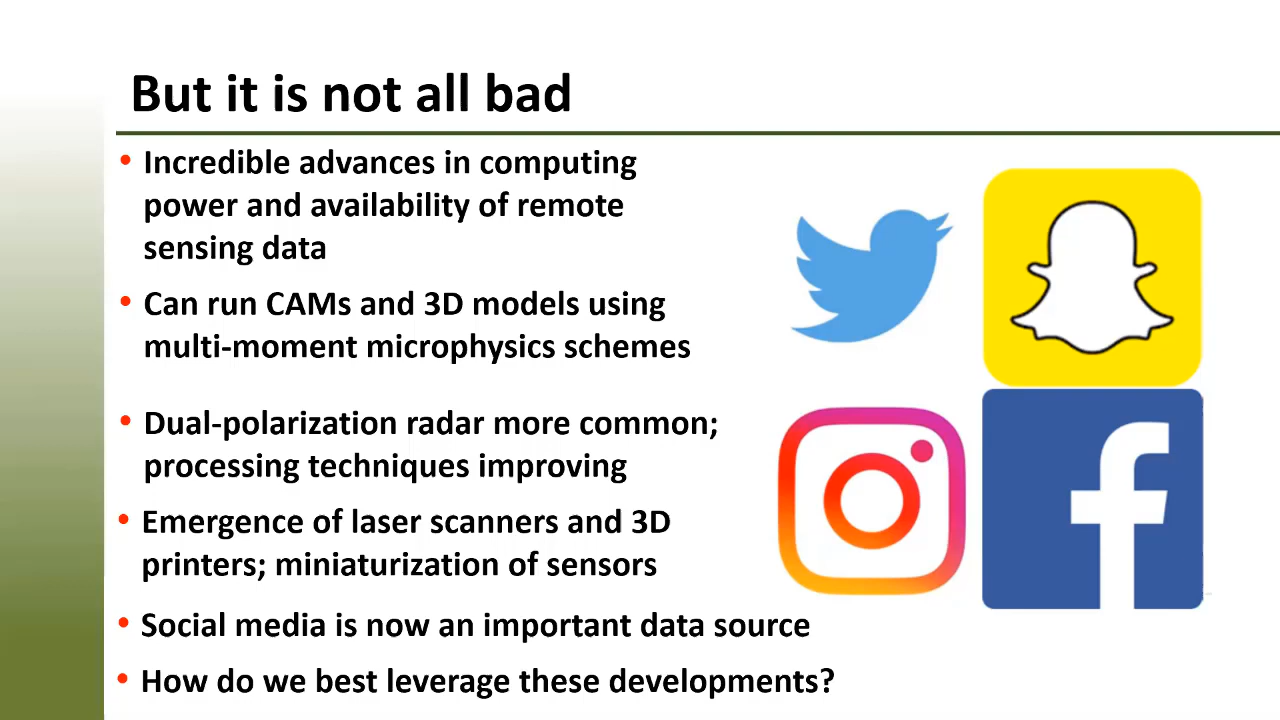 But it is not all bad
• Incredible advances in computing
power and availability of remote
sensing data
• Can run CAMs and 3D models using
multi-moment microphysics schemes
• Dual-polarization radar more common;
processing techniques improving
• Emergence of laser scanners and 3D
printers; miniaturization of sensors
• Social media is now an important data source
• How do we best leverage these developments?